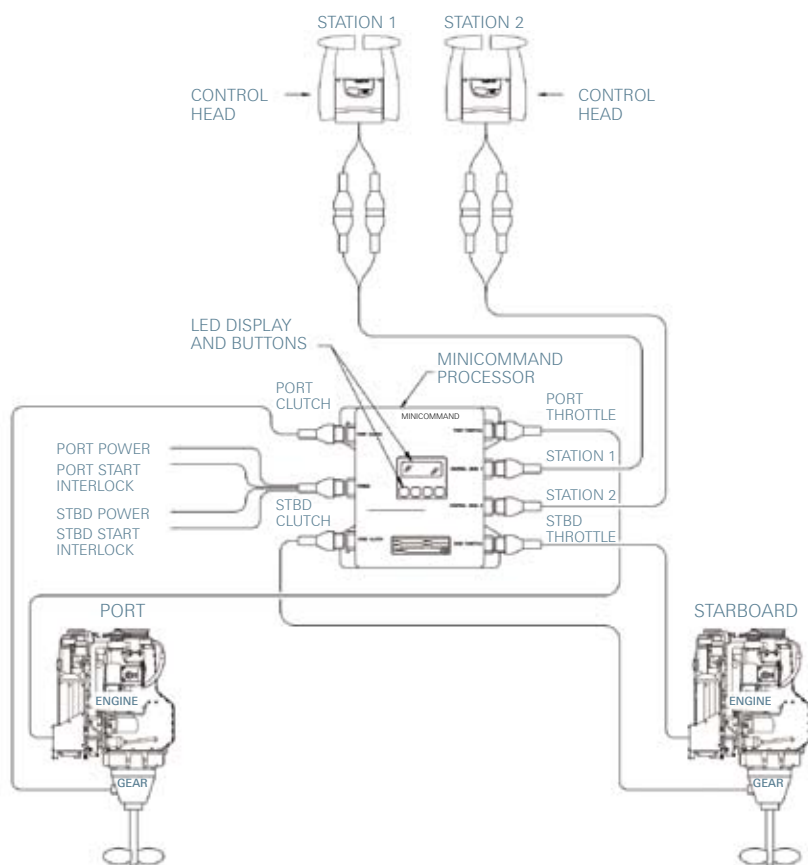 STATION 1
STATION 2
CONTROL
HEAD
CONTROL
HEAD
LED DISPLAY
AND BUTTONS
MINICOMMAND
PROCESSOR
PORT
CLUTCH
MINICOMMAND
PORT
THROTTLE
PORT POWER
PORT START
INTERLOCK
STBD POWER
STBD START
INTERLOCK
STATION 1
STATION 2
STBD
CLUTCH
STBD
THROTTLE
PORT
STARBOARD
ENGINE
ENGINE
GEAR
GEAR